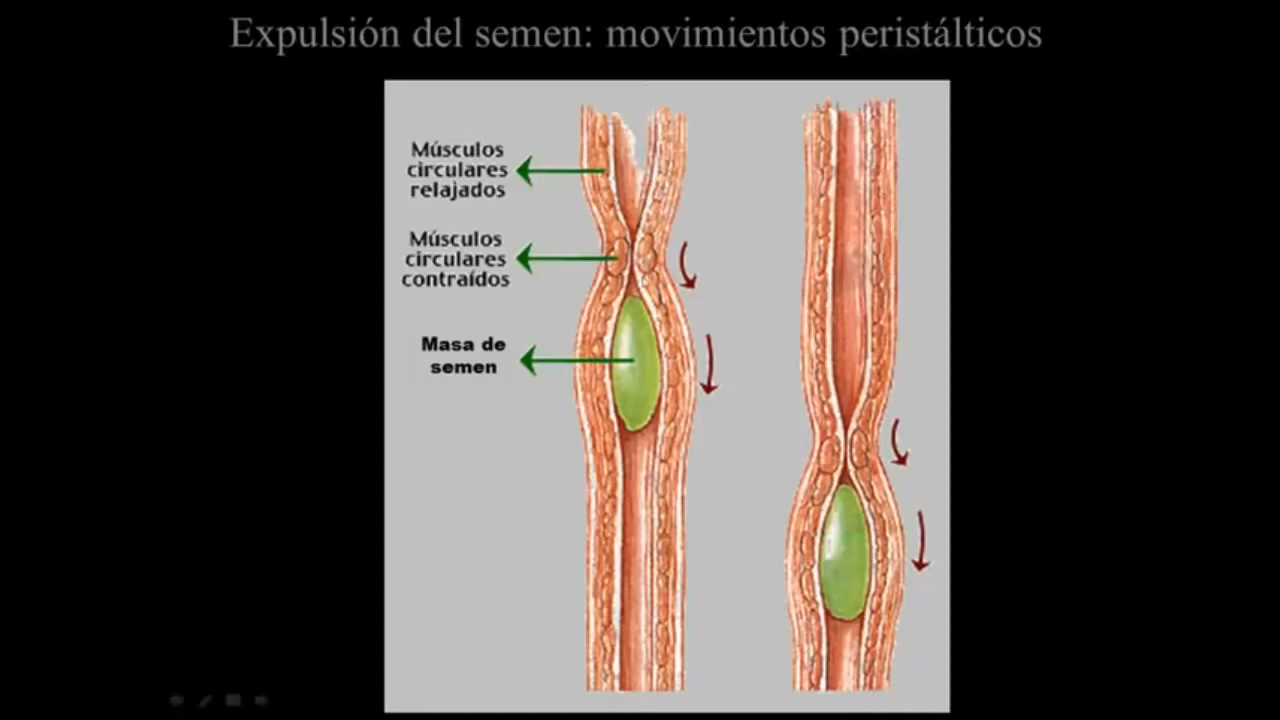 Expulsión del semen: movimientos peristálticos
Músculos
circulares
relajados
Músculos
circulares
contraídos
Masa de
semen